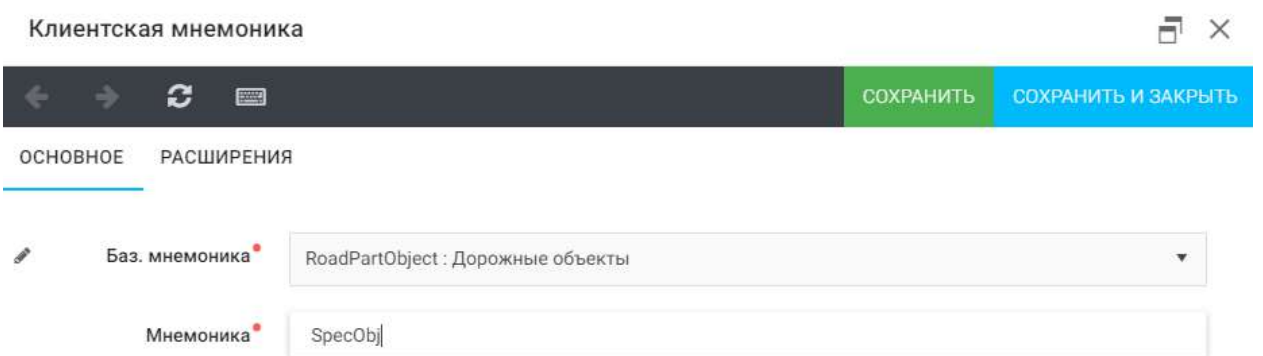 Клиентская мнемоника
СОХРАНИТЬ СОХРАНИТЬ И ЗАКРЫТЬ
ОСНОВНОЕ РАСШИРЕНИЯ
Баз. мнемоника RoadPartObject : Дорожные объекты
Мнемоника SpecObj